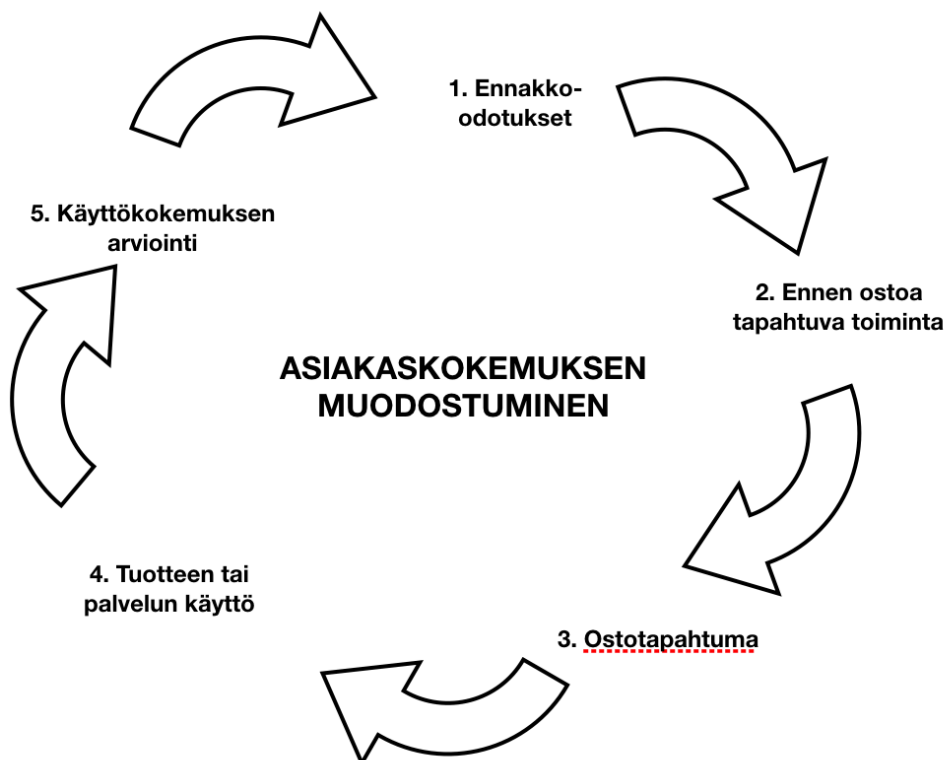 1. Ennakko-
odotukset
2. Ennen ostoa
tapahtuva toiminta
3. Ostotapahtuma
4. Tuotteen tai
palvelun käyttö
5. Käyttökokemuksen
arviointi
ASIAKASKOKEMUKSEN
MUODOSTUMINEN